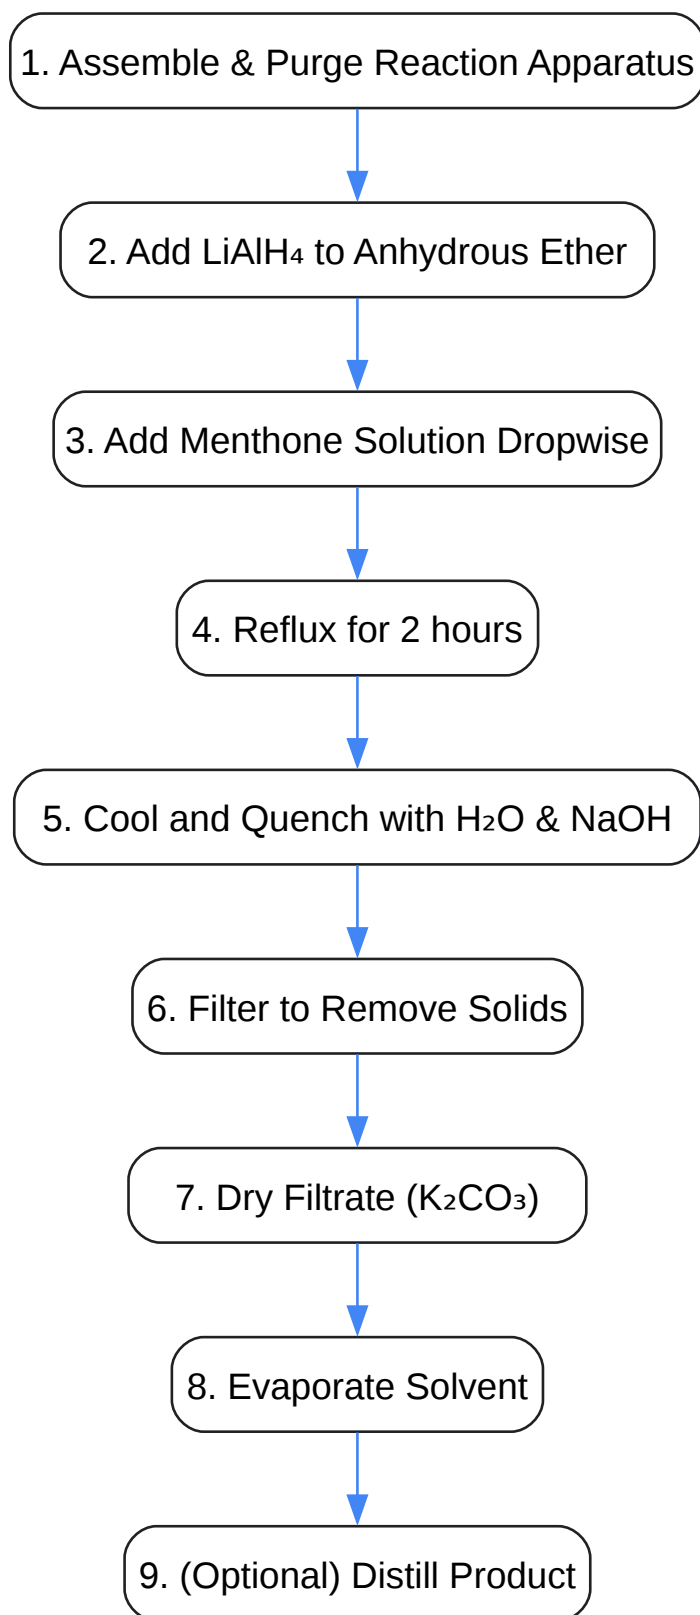 1. Assemble & Purge Reaction Apparatus
2. Add LiAlH₄ to Anhydrous Ether
3. Add Menthone Solution Dropwise
4. Reflux for 2 hours
5. Cool and Quench with H₂O & NaOH
6. Filter to Remove Solids
7. Dry Filtrate (K₂CO₃)
8. Evaporate Solvent
9. (Optional) Distill Product